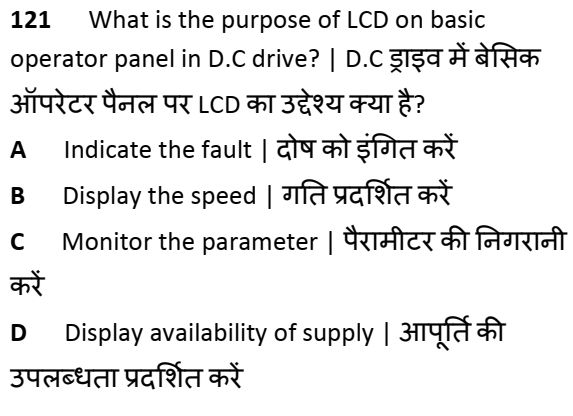 121 What is the purpose of LCD on basic
operator panel in D.C drive? | D.C ड्राइव में बेसिक
ऑपरेटर पैनल पर LCD का उद्देश्य क्या है?
A Indicate the fault | दोष को इंगित करें
B Display the speed | गति प्रदर्शित करें
C Monitor the parameter | पैरामीटर की निगरानी
करें
D Display availability of supply | आपूर्ति की
उपलब्धता प्रदर्शित करें